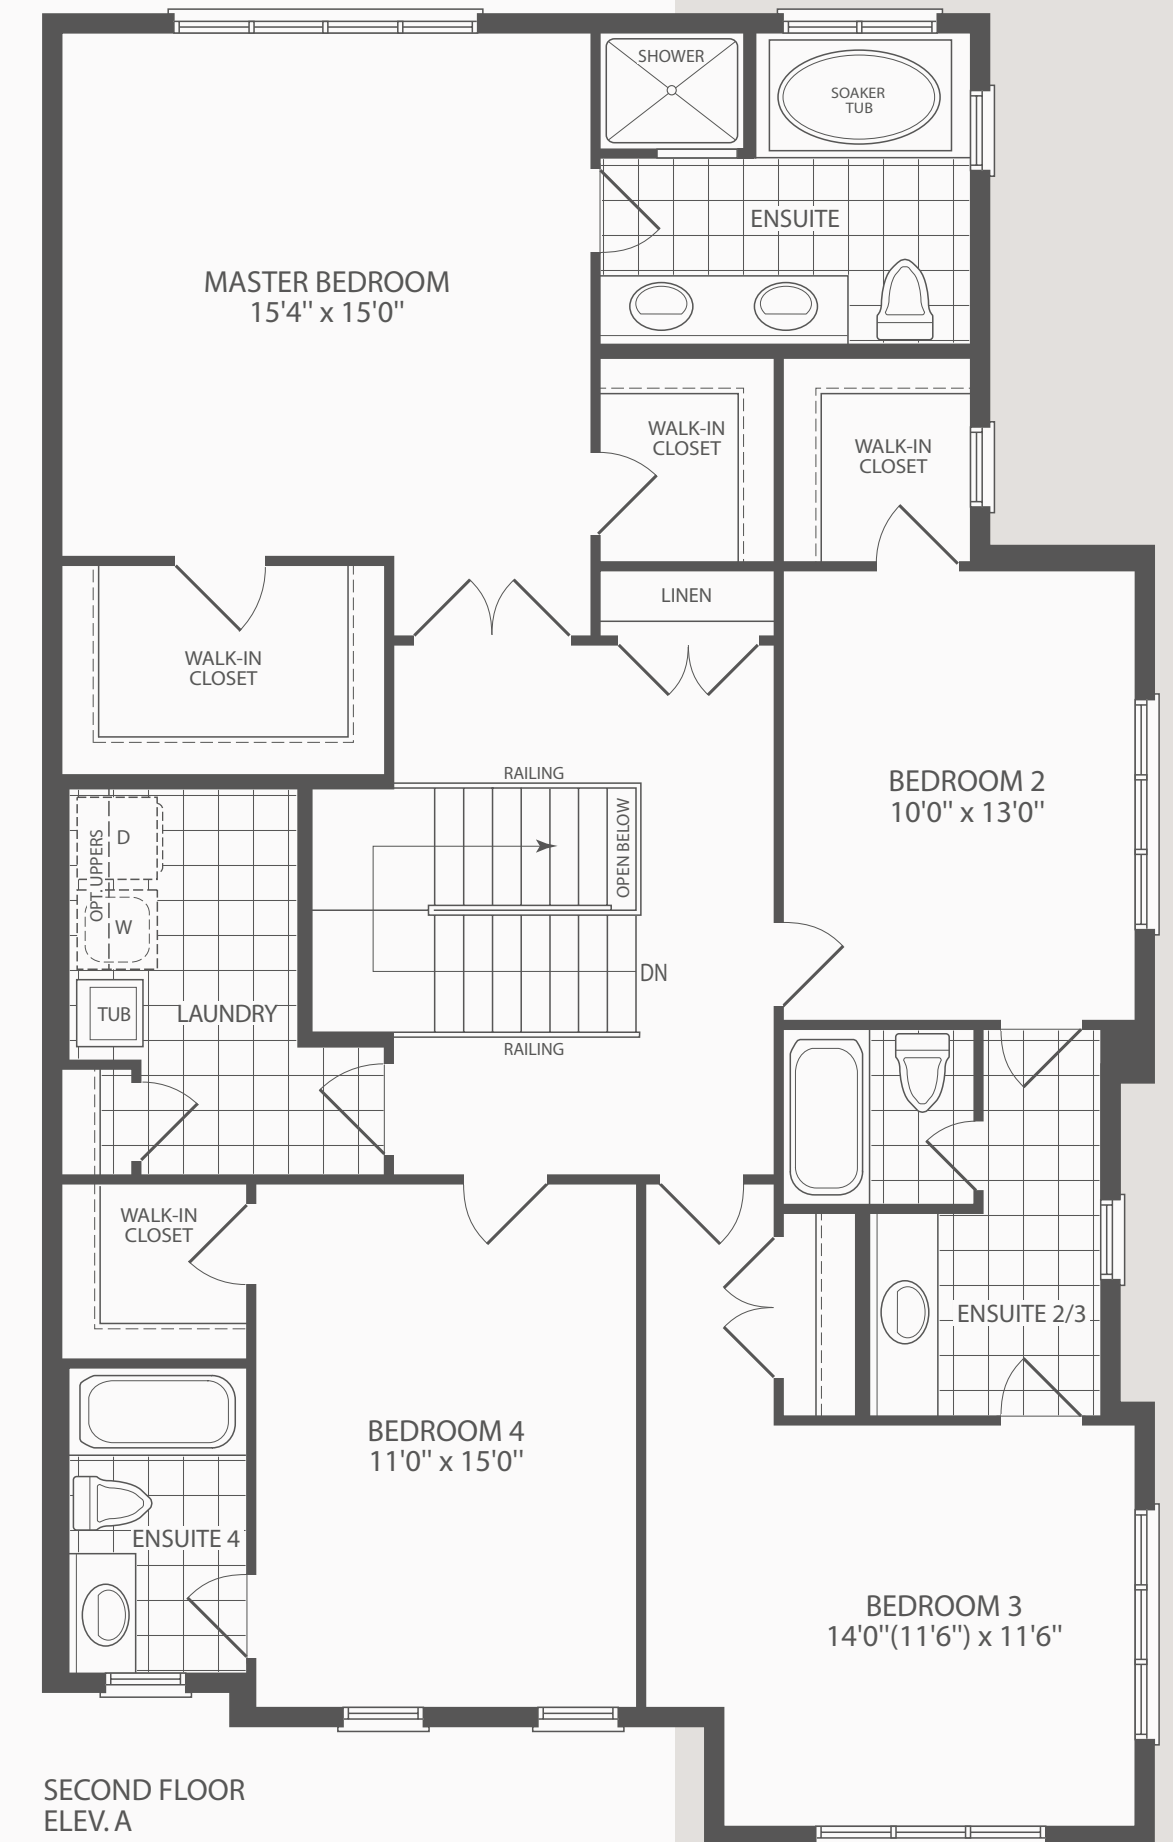 SHOWER
SOAKER
TUB
ENSUITE
MASTER BEDROOM
15'4" x 15'0"
WALK-IN
CLOSET
WALK-IN
CLOSET
LINEN
WALK-IN
CLOSET
RAILING
BEDROOM 2
10'0" x 13'0"
OPT. UPPERS
D
W
OPEN BELOW
DN
TUB
LAUNDRY
RAILING
WALK-IN
CLOSET
ENSUITE 2/3
BEDROOM 4
11'0" x 15'0"
ENSUITE 4
BEDROOM 3
14'0"(11'6") x 11'6"
SECOND FLOOR
ELEV. A